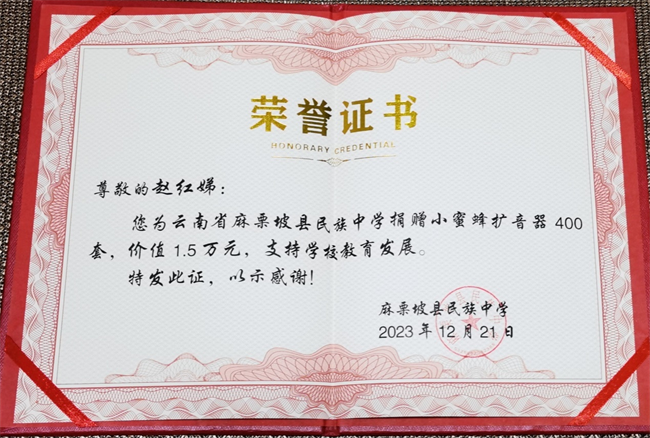 荣誉证书
HONORARY CREDENTIAL
尊敬的赵红娣：
您为云南省麻栗坡县民族中学捐赠小蜜蜂扩音器 400
套，价值 1.5 万元，支持学校教育发展。
特发此证，以示感谢！
麻栗坡县民族中学
2023 年 12 月 21 日